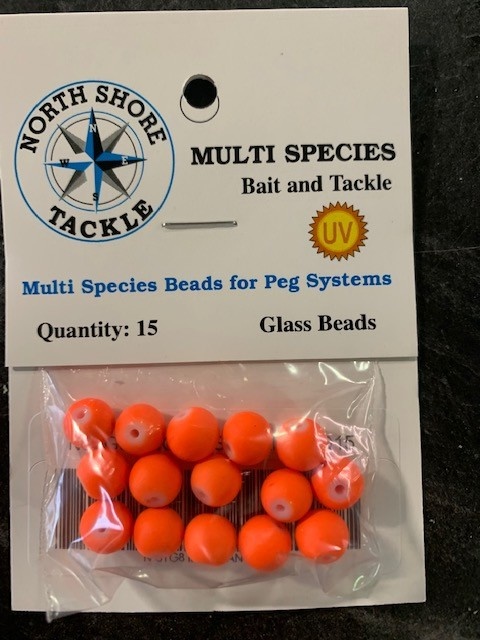 NORTH SHORE
N
W E
S
TACKLE
MULTI SPECIES
Bait and Tackle
UV
Multi Species Beads for Peg Systems
Quantity: 15
Glass Beads